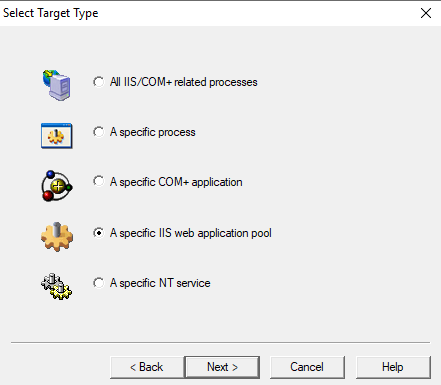 Select Target Type
All IIS/COM+ related processes
A specific process
A specific COM+ application
A specific IIS web application pool
A specific NT service
< Back
Next >
Cancel
Help